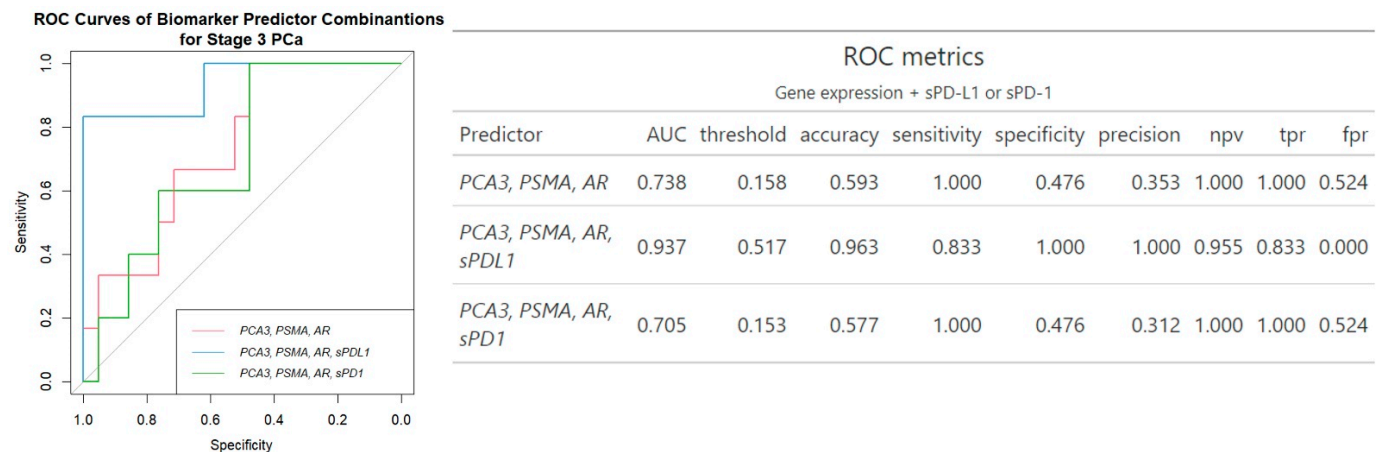 ROC Curves of Biomarker Predictor Combinantions
for Stage 3 PCa
1.0
0.8
0.6
0.4
0.2
0.0
Sensitivity
1.0 0.8 0.6 0.4 0.2 0.0
Specificity
PCA3, PSMA, AR
PCA3, PSMA, AR, sPDL1
PCA3, PSMA, AR, sPD1
ROC metrics
Gene expression + sPD-L1 or sPD-1
Predictor AUC threshold accuracy sensitivity specificity precision npv tpr fpr
PCA3, PSMA, AR 0.738 0.158 0.593 1.000 0.476 0.353 1.000 1.000 0.524
PCA3, PSMA, AR,
sPDL1 0.937 0.517 0.963 0.833 1.000 1.000 0.955 0.833 0.000
PCA3, PSMA, AR,
sPD1 0.705 0.153 0.577 1.000 0.476 0.312 1.000 1.000 0.524